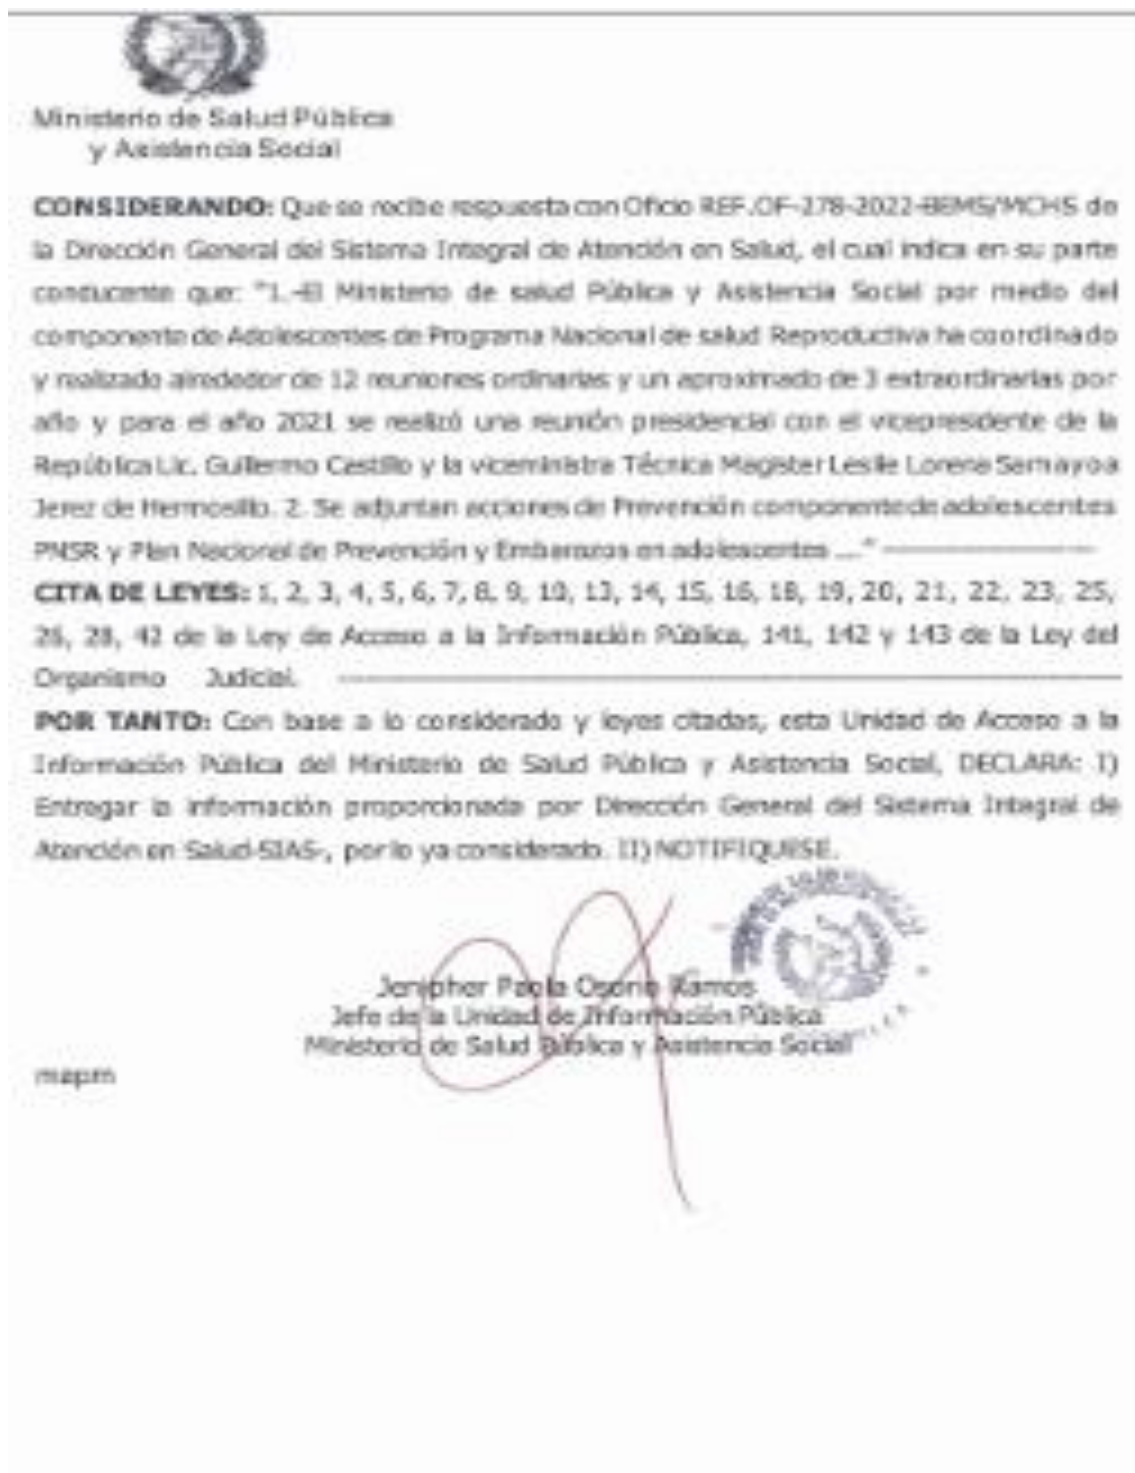 Ministerio de Salud Pública
y Asistencia Social
CONSIDERANDO: Que se recibe respuesta con Oficio REF.OF-278-2022-BEMS/MCHS de
la Dirección General del Sistema Integral de Atención en Salud, el cual indica en su parte
conducente que: "1.-El Ministerio de salud Pública y Asistencia Social por medio del
componente de Adolescentes de Programa Nacional de salud Reproductiva ha coordinado
y realizado alrededor de 12 reuniones ordinarias y un aproximado de 3 extraordinarias por
año y para el año 2021 se realizó una reunión presidencial con el vicepresidente de la
República Lic. Guillermo Castillo y la viceministra Técnica Magister Leslie Lorena Samayoa
Jerez de Hermosillo. 2. Se adjuntan acciones de Prevención componente de adolescentes
PNSR y Plan Nacional de Prevención y Embarazos en adolescentes ...."
CITA DE LEYES: 1, 2, 3, 4, 5, 6, 7, 8, 9, 10, 13, 14, 15, 16, 18, 19, 20, 21, 22, 23, 25,
26, 28, 42 de la Ley de Acceso a la Información Pública, 141, 142 y 143 de la Ley del
Organismo Judicial.
POR TANTO: Con base a lo considerado y leyes citadas, esta Unidad de Acceso a la
Información Pública del Ministerio de Salud Pública y Asistencia Social, DECLARA: I)
Entregar la información proporcionada por Dirección General del Sistema Integral de
Atención en Salud-SIAS-, por lo ya considerado. II) NOTIFIQUESE.
Jenipher Paola Osorio Ramos
Jefe de la Unidad de Información Pública
Ministerio de Salud Pública y Asistencia Social
mapm